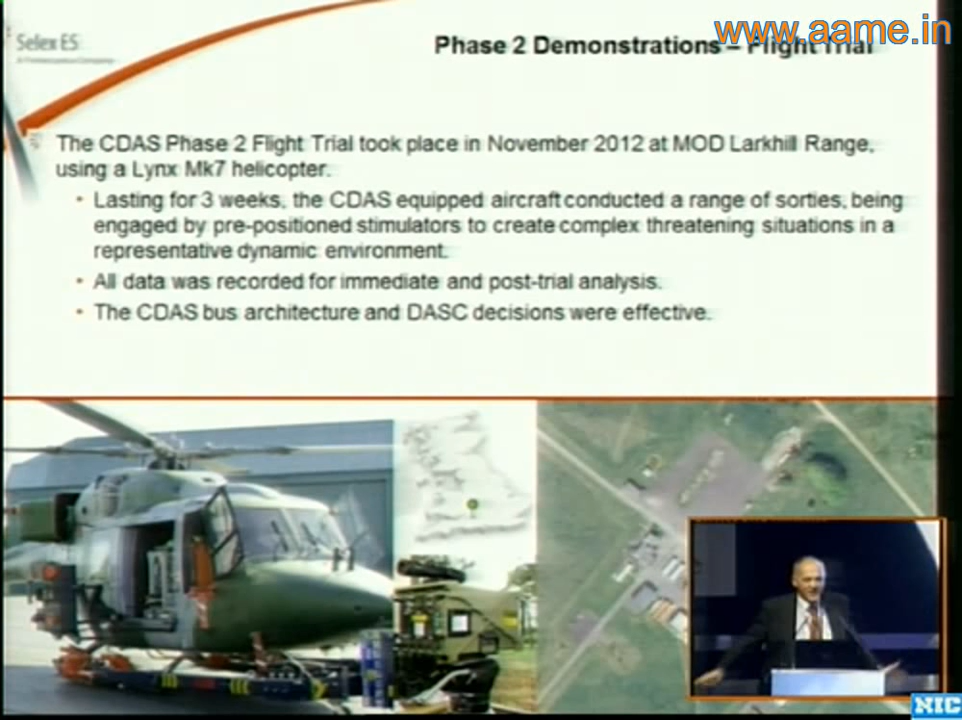 www.aame.in
Selex ES
Phase 2 Demonstrations – Flight Trial
The CDAS Phase 2 Flight Trial took place in November 2012 at MOD Larkhill Range,
using a Lynx Mk7 helicopter.
• Lasting for 3 weeks, the CDAS equipped aircraft conducted a range of sorties, being
engaged by pre-positioned stimulators to create complex threatening situations in a
representative dynamic environment.
• All data was recorded for immediate and post-trial analysis.
• The CDAS bus architecture and DASC decisions were effective.
NIC